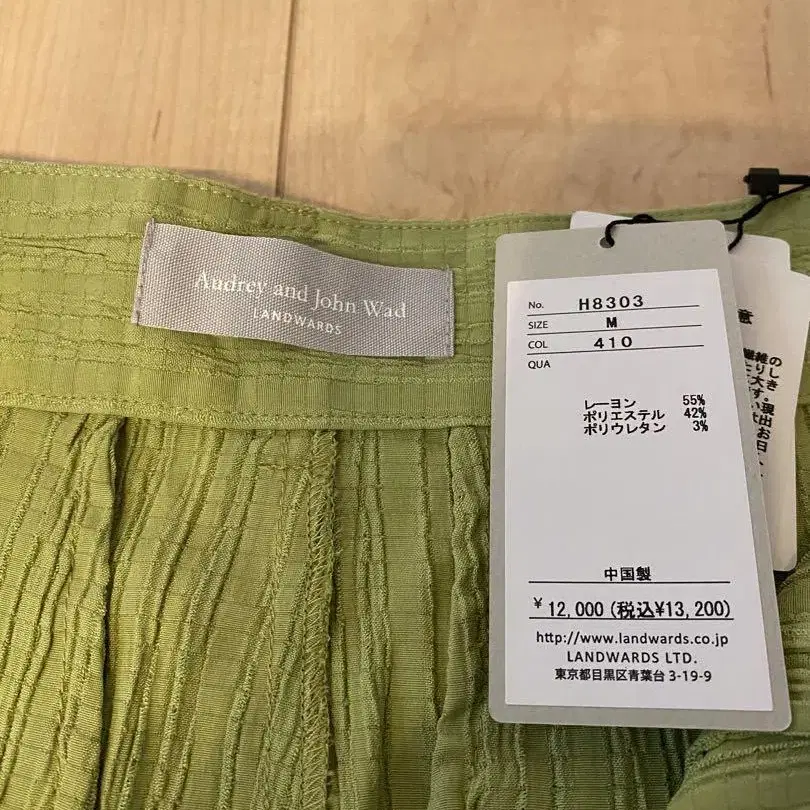 Audrey and John Wad
LANDWARDS
No. H8303
SIZE M
COL 410
QUA
レーヨン 55%
ポリエステル 42%
ポリウレタン 3%
中国製
¥ 12,000 (税込¥13,200)
http://www.landwards.co.jp
LANDWARDS LTD.
東京都目黒区青葉台 3-19-9
意